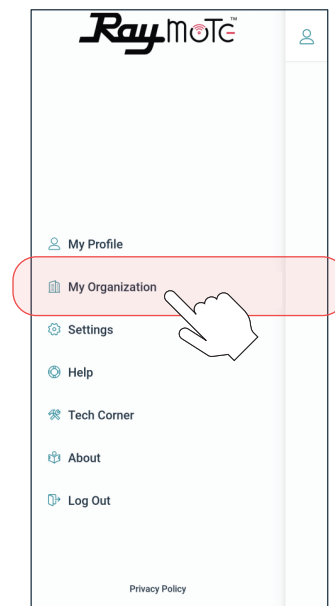 Raymote™
My Profile
My Organization
Settings
Help
Tech Corner
About
Log Out
Privacy Policy